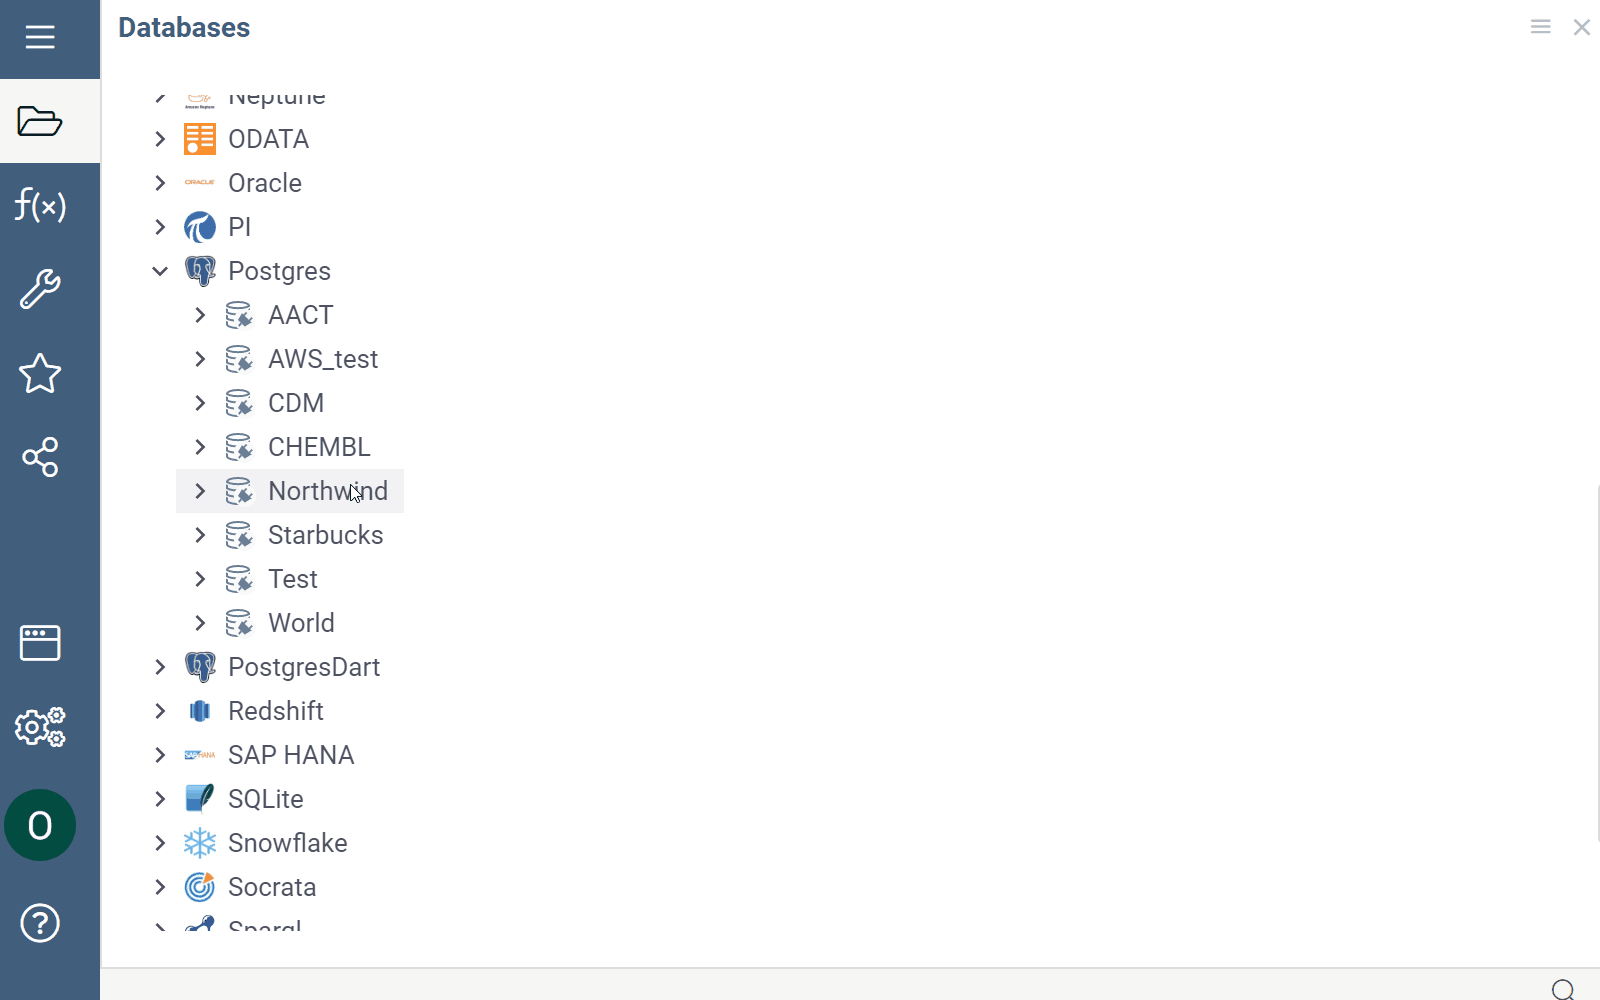 Databases
Neptune
ODATA
ORACLE Oracle
PI
Postgres
AACT
AWS_test
CDM
CHEMBL
Northwind
Starbucks
Test
World
PostgresDart
Redshift
SAP HANA SAP HANA
SQLite
Snowflake
Socrata
Sparql
f(x)
O
?